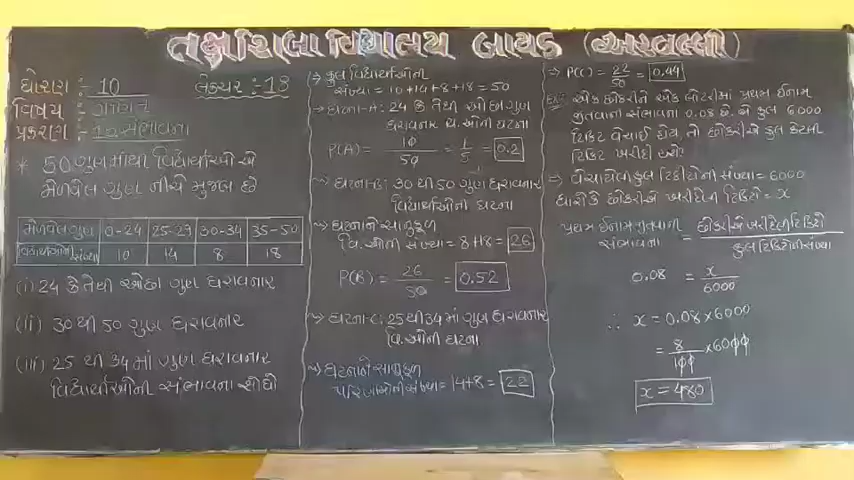 તક્ષશિલા વિદ્યાલય બાયડ (અરવલ્લી)
ધોરણ :- 10
લેક્ચર :- 13
વિષય :- ગણિત
પ્રકરણ :- 15 સંભાવના
* 50 ગુણમાંથી વિદ્યાર્થીઓ એ
મેળવેલ ગુણ નીચે મુજબ છે
મેળવેલ ગુણ 0-24 25-29 30-34 35-50
વિદ્યાર્થીઓની સંખ્યા 10 14 8 18
(i) 24 કે તેથી ઓછા ગુણ ધરાવનાર
(ii) 30 થી 50 ગુણ ધરાવનાર
(iii) 25 થી 34 માં ગુણ ધરાવનાર
વિદ્યાર્થીઓની સંભાવના શોધો
→ કુલ વિદ્યાર્થીઓની
સંખ્યા = 10+14+8+18 = 50
→ ઘટના-A: 24 કે તેથી ઓછા ગુણ
ધરાવનાર વિ.ઓની ઘટના
P(A) = 10/50 = 1/5 = 0.2
→ ઘટના-B: 30 થી 50 ગુણ ધરાવનાર
વિદ્યાર્થીઓની ઘટના
→ ઘટનાને સાનુકૂળ
વિ.ઓની સંખ્યા = 8+18 = 26
P(B) = 26/50 = 0.52
→ ઘટના-C: 25 થી 34 માં ગુણ ધરાવનાર
વિ.ઓની ઘટના
→ ઘટનાને સાનુકૂળ
પરિણામોની સંખ્યા = 14+8 = 22
→ P(C) = 22/50 = 0.44
એક છોકરીને એક લોટરીમાં પ્રથમ ઈનામ
જીતવાની સંભાવના 0.08 છે. જો કુલ 6000
ટિકિટ વેચાઈ હોય, તો છોકરીએ કુલ કેટલી
ટિકિટ ખરીદી હશે?
⇒ વેચાયેલી કુલ ટિકીટોની સંખ્યા = 6000
ધારો કે છોકરીએ ખરીદેલ ટિકિટો = x
પ્રથમ ઈનામ જીતવાની સંભાવના = છોકરીએ ખરીદેલ ટિકિટો / કુલ ટિકિટોની સંખ્યા
0.08 = x/6000
∴ x = 0.08 × 6000
= 8/100 × 6000
x = 480